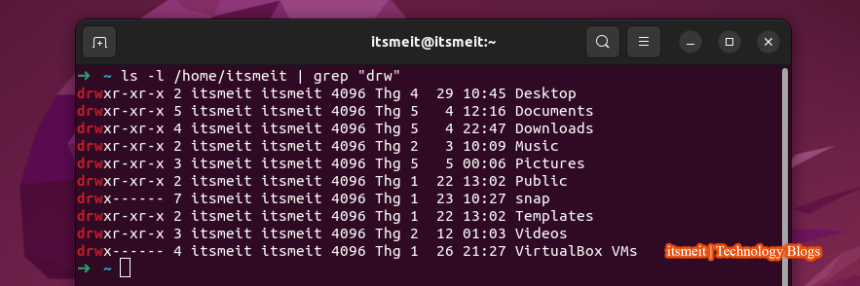 itsmeit@itsmeit:~
➜  ~ ls -l /home/itsmeit | grep "drw"
drwxr-xr-x 2 itsmeit itsmeit 4096 Thg 4  29 10:45 Desktop
drwxr-xr-x 5 itsmeit itsmeit 4096 Thg 5   4 12:16 Documents
drwxr-xr-x 4 itsmeit itsmeit 4096 Thg 5   4 22:47 Downloads
drwxr-xr-x 2 itsmeit itsmeit 4096 Thg 2   3 10:09 Music
drwxr-xr-x 3 itsmeit itsmeit 4096 Thg 5   5 00:06 Pictures
drwxr-xr-x 2 itsmeit itsmeit 4096 Thg 1  22 13:02 Public
drwx------ 7 itsmeit itsmeit 4096 Thg 1  23 10:27 snap
drwxr-xr-x 2 itsmeit itsmeit 4096 Thg 1  22 13:02 Templates
drwxr-xr-x 3 itsmeit itsmeit 4096 Thg 2  12 01:03 Videos
drwx------ 4 itsmeit itsmeit 4096 Thg 1  26 21:27 VirtualBox VMs
itsmeit | Technology Blogs
➜  ~